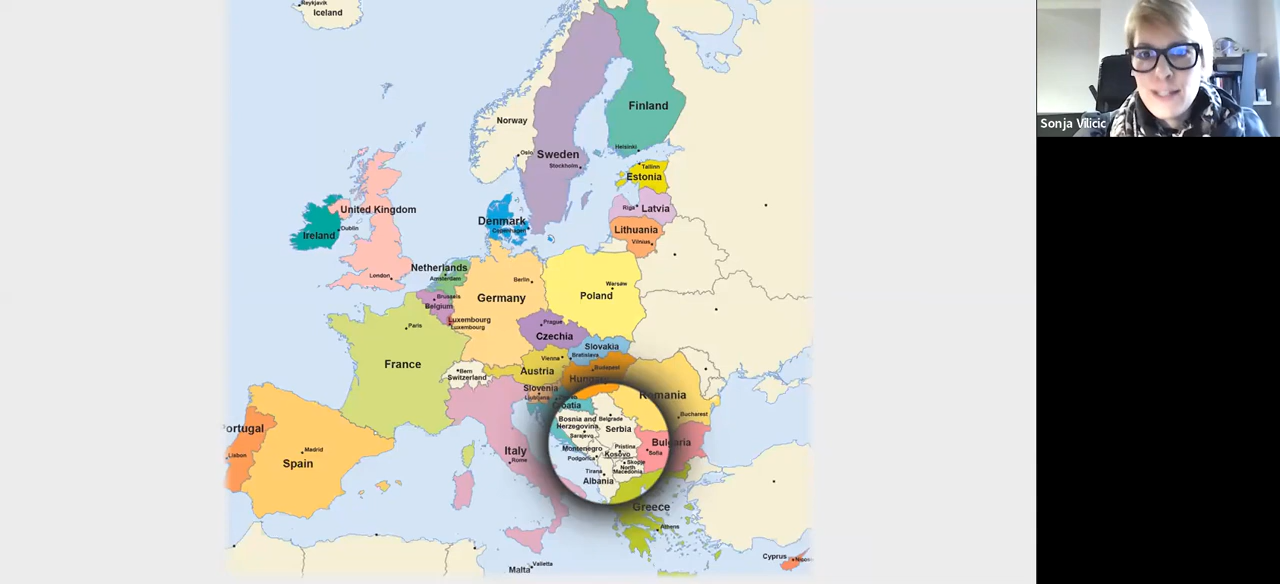 Reykjavik
Iceland
Finland
Norway
Helsinki
Oslo
Sweden
Stockholm
Tallinn
Estonia
Riga
Latvia
United Kingdom
Denmark
Copenhagen
Ireland
Dublin
Lithuania
Vilnius
London
Netherlands
Amsterdam
Berlin
Warsaw
Poland
Germany
Brussels
Belgium
Luxembourg
Luxembourg
Paris
Prague
Czechia
Slovakia
Bratislava
Vienna
France
Austria
Budapest
Bern
Switzerland
Slovenia
Ljubljana
Romania
Croatia
Bucharest
Bosnia and
Herzegovina
Belgrade
Serbia
Sarajevo
ortugal
Lisbon
Madrid
Spain
Italy
Rome
Montenegro
Podgorica
Pristina
Kosovo
Bulgaria
Sofia
Skopje
North
Macedonia
Tirana
Albania
Greece
Athens
Cyprus
Malta
Valletta
Sonja Vilicic